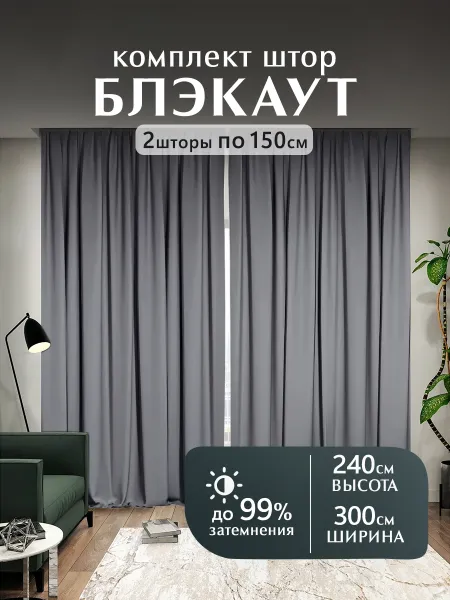 комплект штор
БЛЭКАУТ
2шторы по 150см
до 99%
затемнения
240см
ВЫСОТА
300см
ШИРИНА